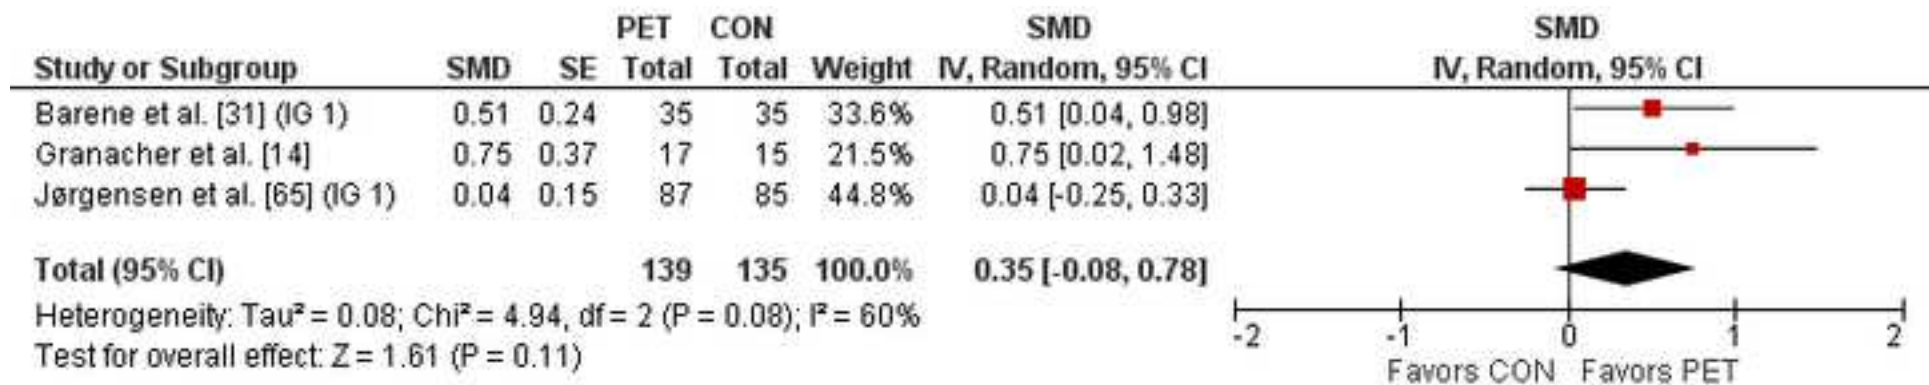 PET CON SMD SMD
Study or Subgroup SMD SE Total Total Weight IV, Random, 95% CI IV, Random, 95% CI
Barene et al. [31] (IG 1) 0.51 0.24 35 35 33.6% 0.51 [0.04, 0.98]
Granacher et al. [14] 0.75 0.37 17 15 21.5% 0.75 [0.02, 1.48]
Jørgensen et al. [65] (IG 1) 0.04 0.15 87 85 44.8% 0.04 [-0.25, 0.33]
Total (95% CI) 139 135 100.0% 0.35 [-0.08, 0.78]
Heterogeneity: Tau² = 0.08; Chi² = 4.94, df = 2 (P = 0.08); I² = 60%
Test for overall effect: Z = 1.61 (P = 0.11)
-2 -1 0 1 2
Favors CON Favors PET